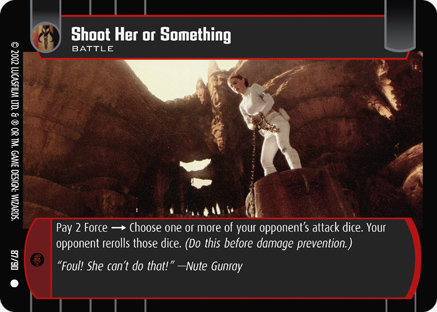 Shoot Her or Something
BATTLE
Pay 2 Force → Choose one or more of your opponent's attack dice. Your
opponent rerolls those dice. (Do this before damage prevention.)
"Foul! She can't do that!" —Nute Gunray
© 2002 LUCASFILM LTD. & ® OR TM. GAME DESIGN: WIZARDS.
87/180